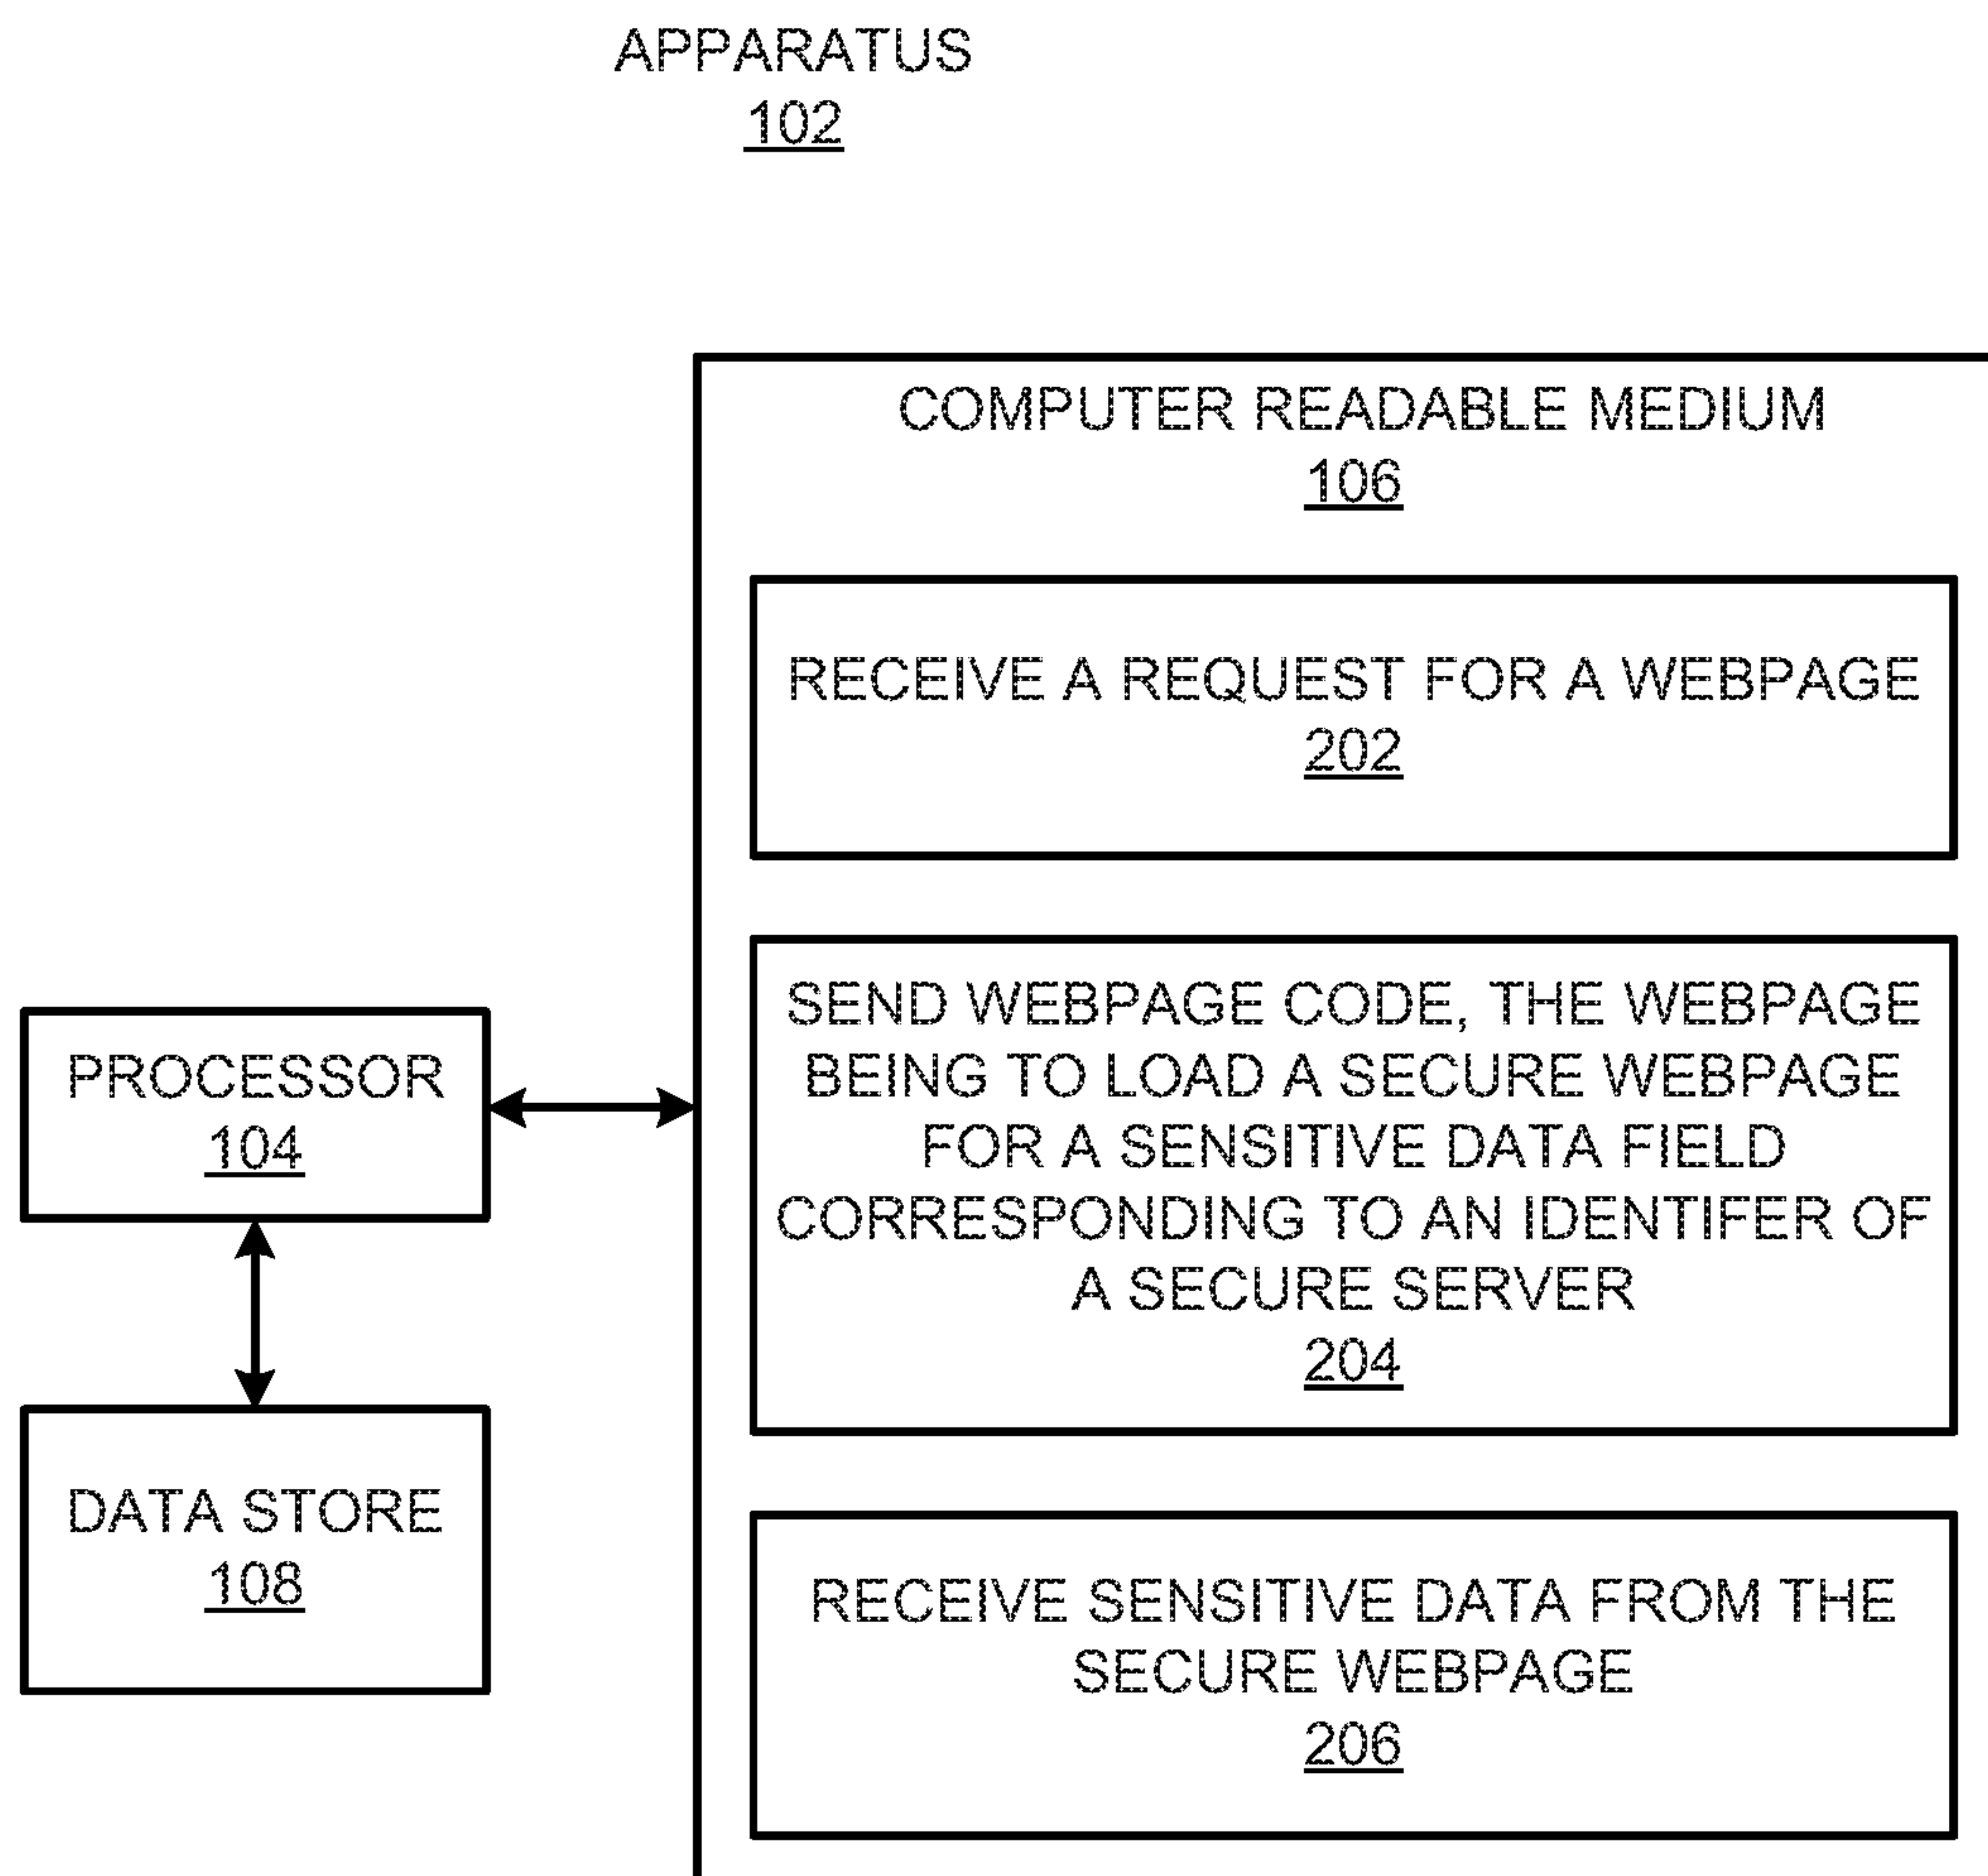 APPARATUS
102
COMPUTER READABLE MEDIUM
106
RECEIVE A REQUEST FOR A WEBPAGE
202
SEND WEBPAGE CODE, THE WEBPAGE
BEING TO LOAD A SECURE WEBPAGE
FOR A SENSITIVE DATA FIELD
CORRESPONDING TO AN IDENTIFER OF
A SECURE SERVER
204
PROCESSOR
104
DATA STORE
108
RECEIVE SENSITIVE DATA FROM THE
SECURE WEBPAGE
206